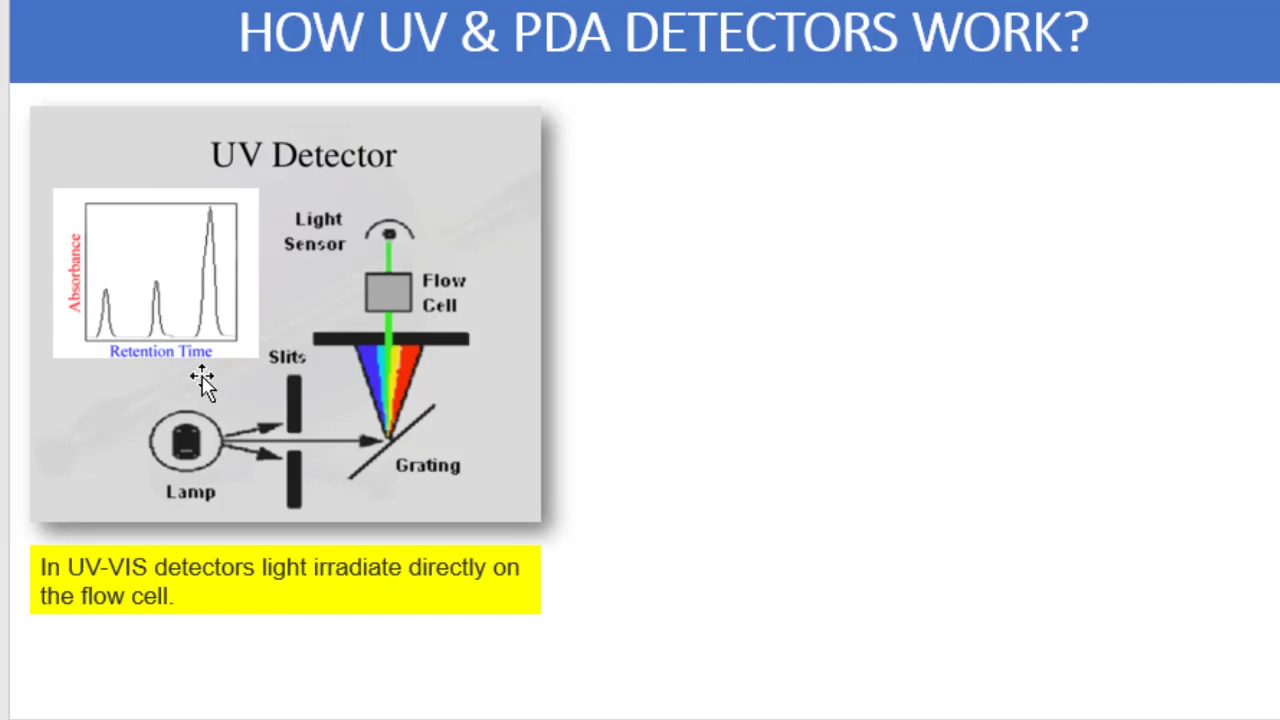 HOW UV & PDA DETECTORS WORK?
UV Detector
Light
Sensor
Flow
Cell
Absorbance
Retention Time
Slits
Grating
Lamp
In UV-VIS detectors light irradiate directly on
the flow cell.